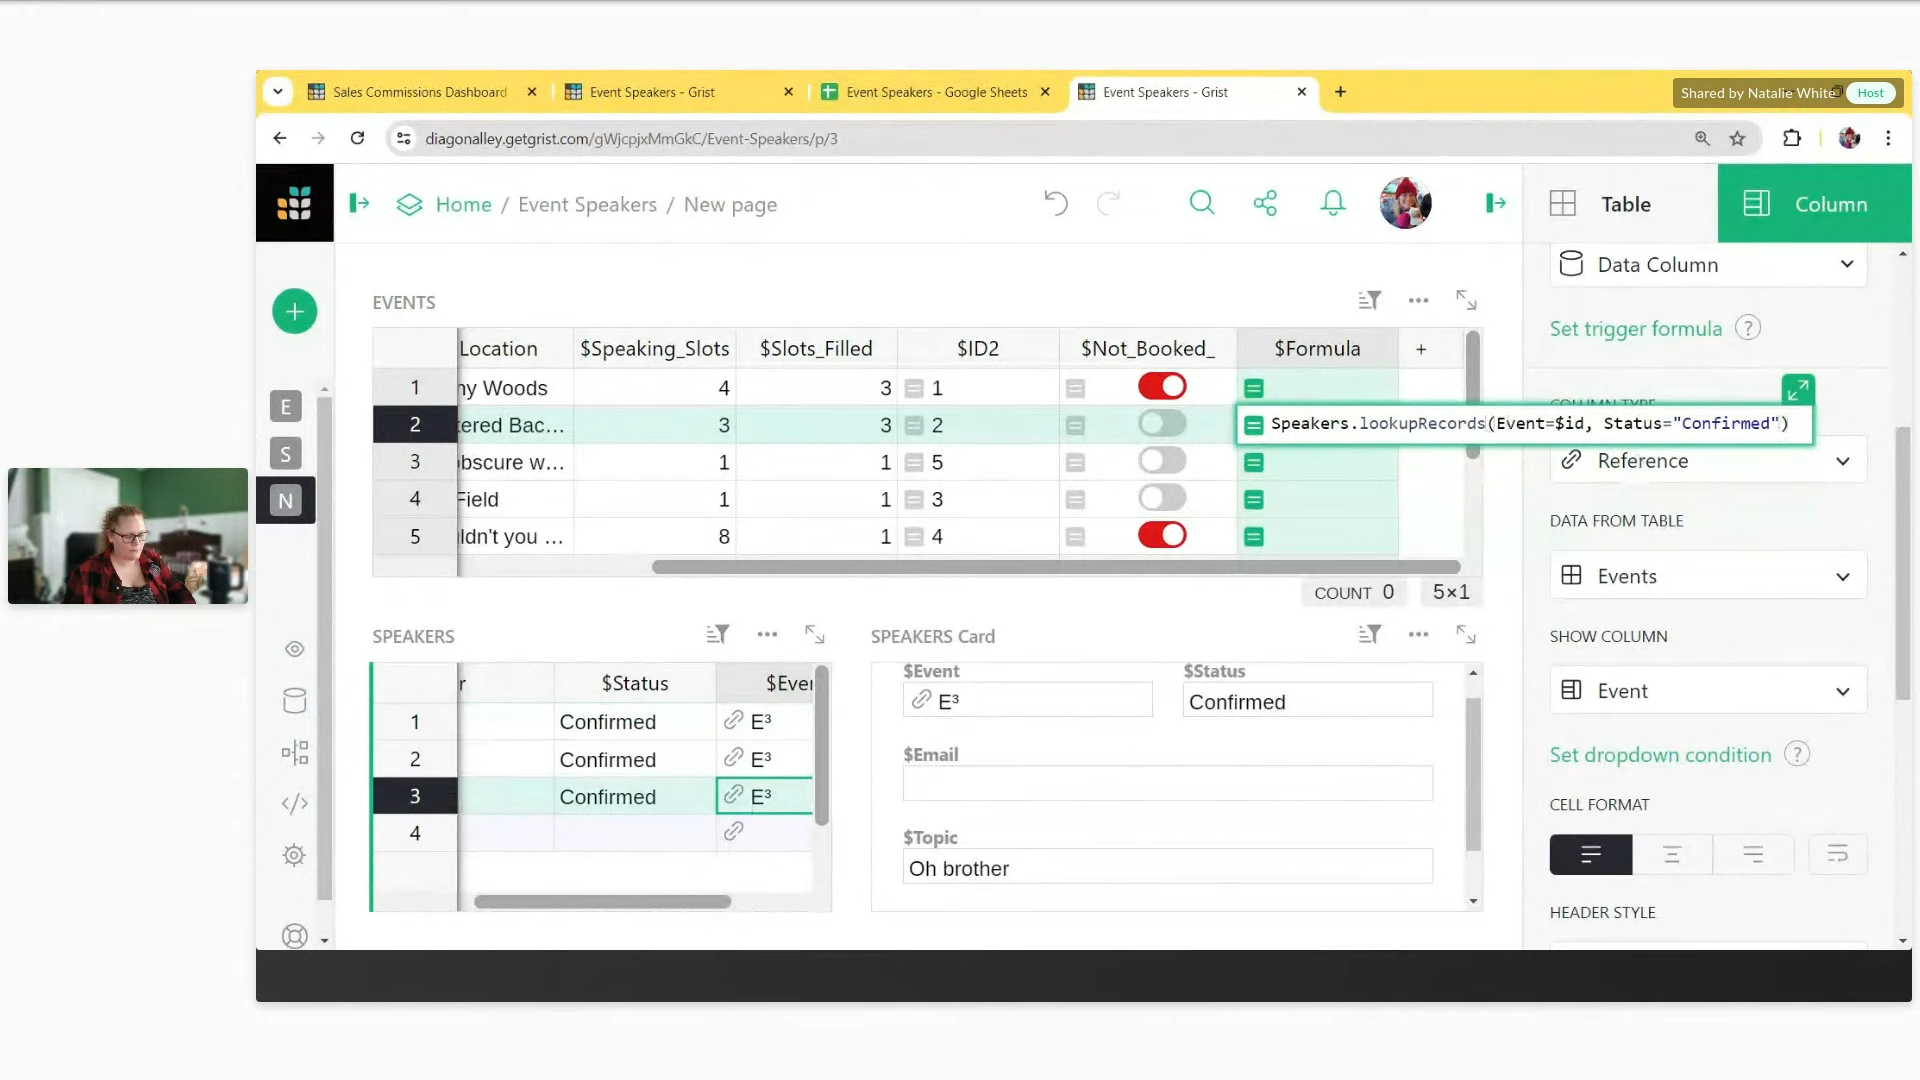 Sales Commissions Dashboard
Event Speakers - Grist
Event Speakers - Google Sheets
Event Speakers - Grist
Shared by Natalie White
Host
diagonalley.getgrist.com/gWjcpjxMmGkC/Event-Speakers/p/3
Home / Event Speakers / New page
Table
Column
Data Column
Set trigger formula ?
EVENTS
Location $Speaking_Slots $Slots_Filled $ID2 $Not_Booked_ $Formula +
1 ny Woods 4 3 1
2 tered Bac... 3 3 2
Speakers.lookupRecords(Event=$id, Status="Confirmed")
3 obscure w... 1 1 5
4 Field 1 1 3
5 ldn't you ... 8 1 4
COUNT 0 5×1
COLUMN TYPE
Reference
DATA FROM TABLE
Events
SHOW COLUMN
Event
Set dropdown condition ?
CELL FORMAT
HEADER STYLE
E
S
N
SPEAKERS
r $Status $Ever
1 Confirmed E³
2 Confirmed E³
3 Confirmed E³
4
SPEAKERS Card
$Event $Status
E³ Confirmed
$Email
$Topic
Oh brother